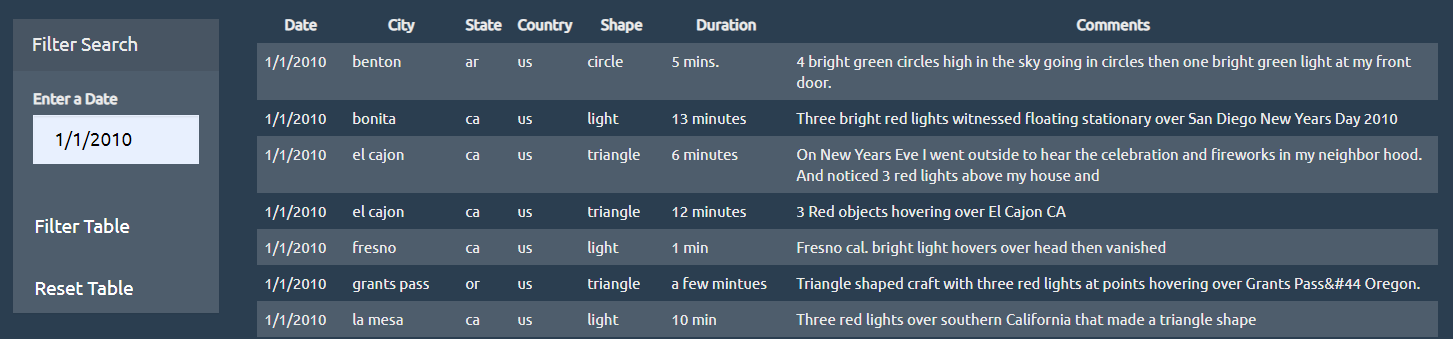 Filter Search
Enter a Date
1/1/2010
Filter Table
Reset Table
Date City State Country Shape Duration Comments
1/1/2010 benton ar us circle 5 mins. 4 bright green circles high in the sky going in circles then one bright green light at my front
door.
1/1/2010 bonita ca us light 13 minutes Three bright red lights witnessed floating stationary over San Diego New Years Day 2010
1/1/2010 el cajon ca us triangle 6 minutes On New Years Eve I went outside to hear the celebration and fireworks in my neighbor hood.
And noticed 3 red lights above my house and
1/1/2010 el cajon ca us triangle 12 minutes 3 Red objects hovering over El Cajon CA
1/1/2010 fresno ca us light 1 min Fresno cal. bright light hovers over head then vanished
1/1/2010 grants pass or us triangle a few mintues Triangle shaped craft with three red lights at points hovering over Grants Pass&#44 Oregon.
1/1/2010 la mesa ca us light 10 min Three red lights over southern California that made a triangle shape